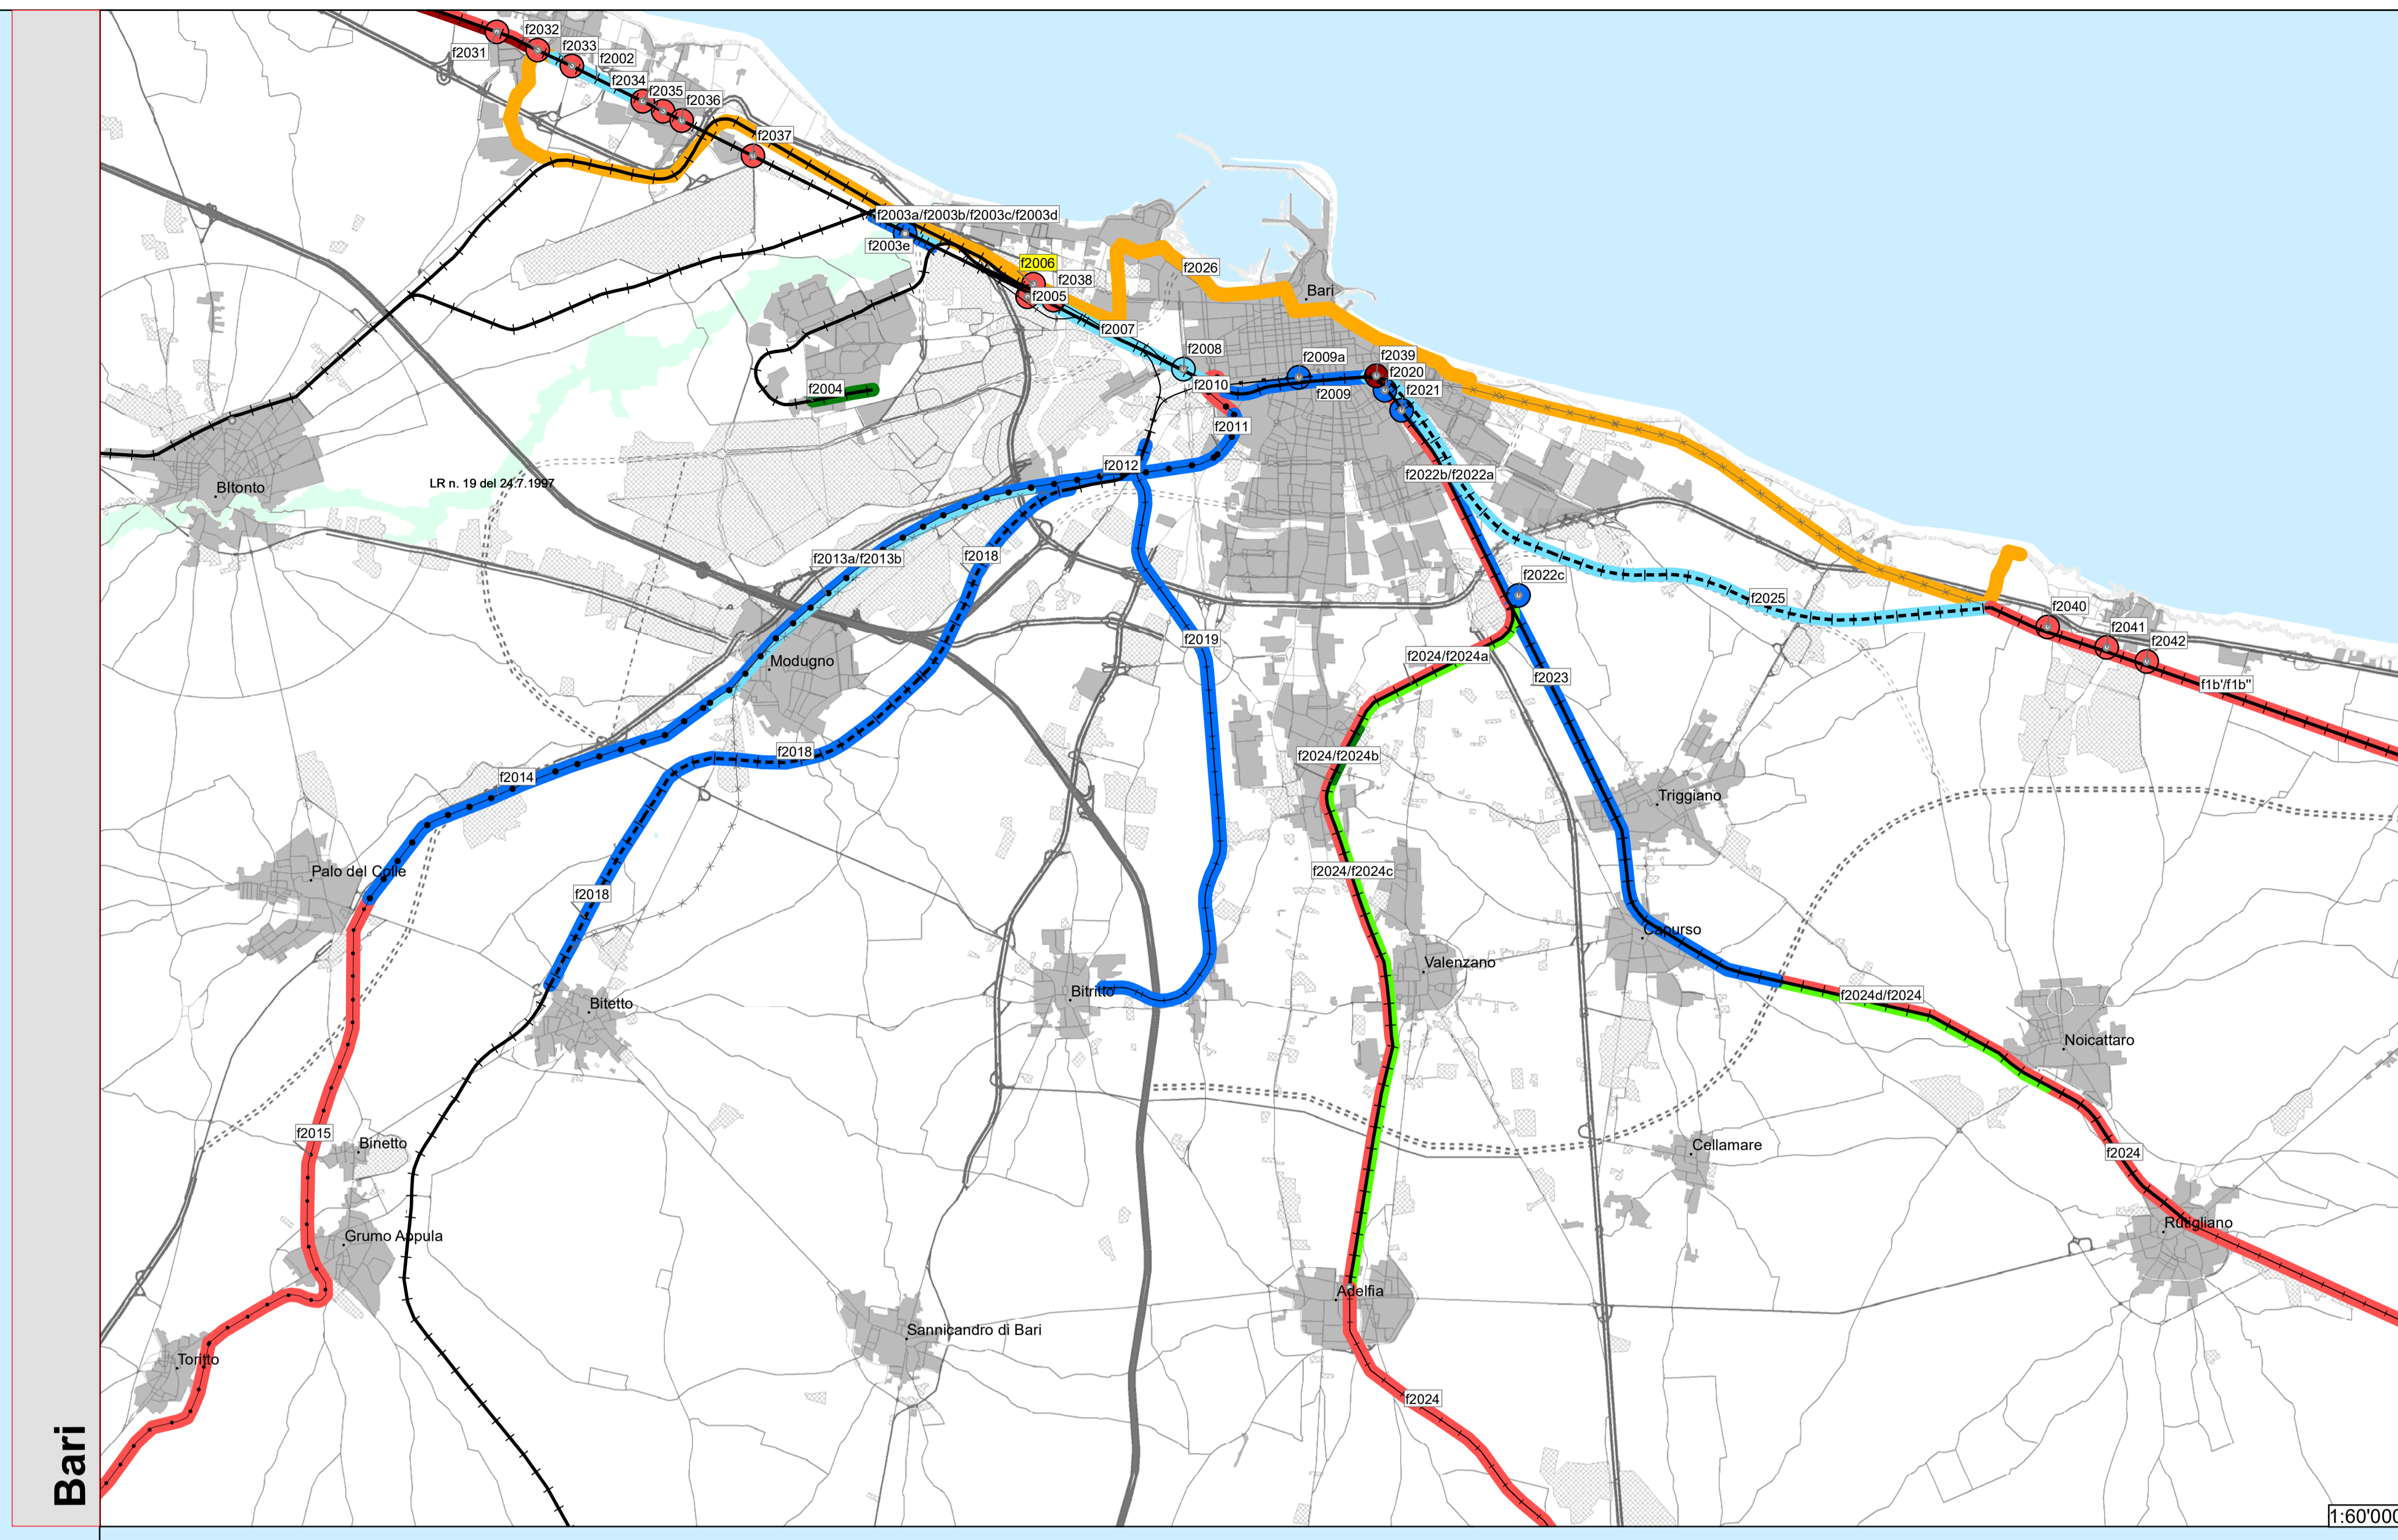 f2032
f2031
f2033
f2002
f2034
f2035
f2036
f2037
f2003a/f2003b/f2003c/f2003d
f2003e
f2006
f2026
f2038
f2005
Bari
f2007
f2008
f2009a
f2039
f2020
f2010
f2004
f2009
f2021
f2011
f2012
f2022b/f2022a
BItonto
LR n. 19 del 24.7.1997
f2013a/f2013b
f2018
f2022c
f2025
f2040
f2041
f2019
f2042
Modugno
f2024/f2024a
f2023
f1b'/f1b"
f2018
f2024/f2024b
f2014
Triggiano
Palo del Colle
f2024/f2024c
f2018
Capurso
Valenzano
Bitritto
Bitetto
f2024d/f2024
Noicattaro
f2015
Binetto
Cellamare
f2024
Rutigliano
Grumo Appula
Adelfia
Sannicandro di Bari
Toritto
f2024
Bari
1:60'000